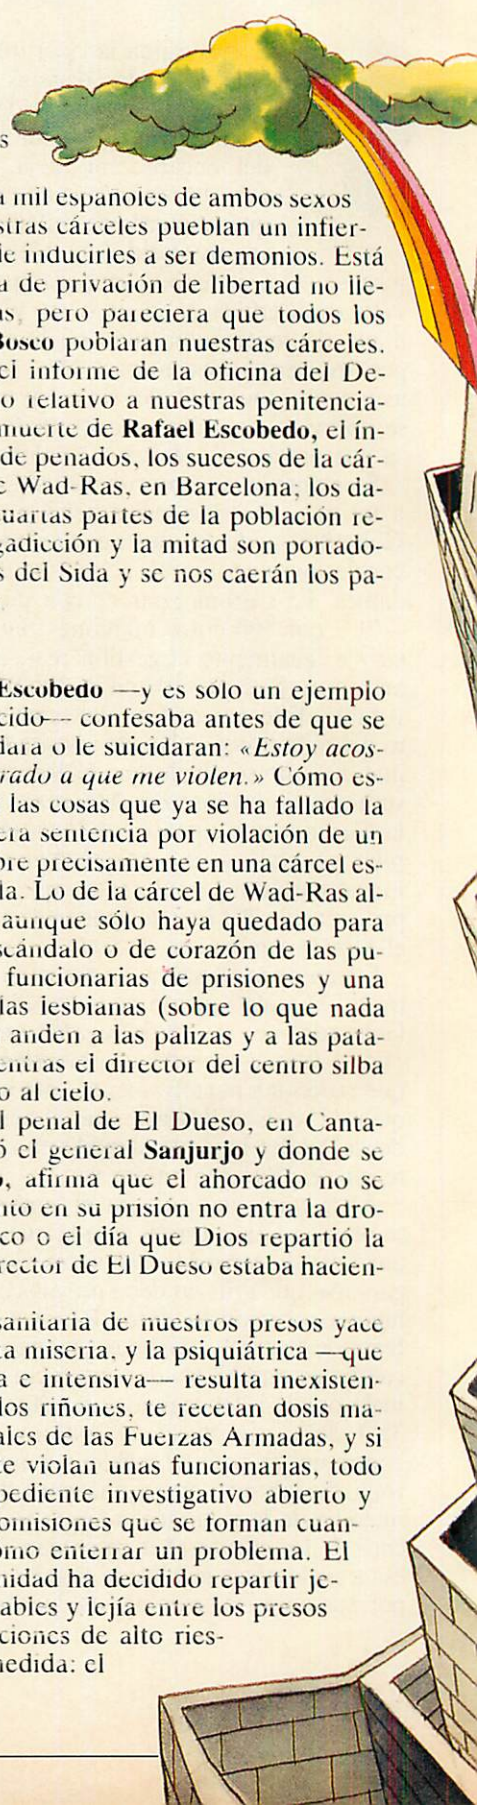 s
a mil españoles de ambos sexos
stras cárceles pueblan un infier-
de inducirles a ser demonios. Está
a de privación de libertad no lle-
as, pero pareciera que todos los
Bosco poblaran nuestras cárceles.
el informe de la oficina del De-
o relativo a nuestras penitencia-
muerte de Rafael Escobedo, el ín-
de penados, los sucesos de la cár-
e Wad-Ras, en Barcelona; los da-
uartas partes de la población re-
gadicción y la mitad son portado-
s del Sida y se nos caerán los pa-
Escobedo —y es sólo un ejemplo
cido— confesaba antes de que se
dara o le suicidaran: «Estoy acos-
rado a que me violen.» Cómo es-
las cosas que ya se ha fallado la
era sentencia por violación de un
bre precisamente en una cárcel es-
la. Lo de la cárcel de Wad-Ras al-
aunque sólo haya quedado para
scándalo o de corazón de las pu-
funcionarias de prisiones y una
las lesbianas (sobre lo que nada
anden a las palizas y a las pata-
entras el director del centro silba
o al cielo.
l penal de El Dueso, en Canta-
ó el general Sanjurjo y donde se
o, afirma que el ahorcado no se
nto en su prisión no entra la dro-
co o el día que Dios repartió la
rector de El Dueso estaba hacien-
sanitaria de nuestros presos yace
ta miseria, y la psiquiátrica —que
a e intensiva— resulta inexisten-
los riñones, te recetan dosis ma-
ales de las Fuerzas Armadas, y si
te violan unas funcionarias, todo
pediente investigativo abierto y
omisiones que se forman cuan-
omo enterrar un problema. El
nidad ha decidido repartir je-
ables y lejía entre los presos
ciones de alto ries-
nedida: el